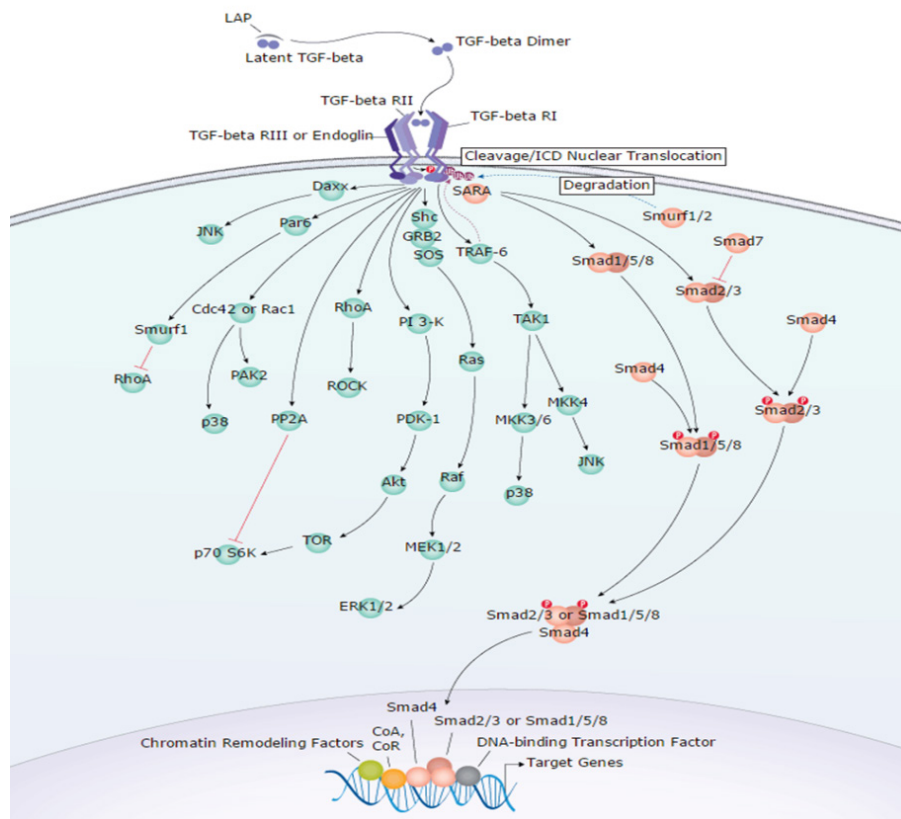 LAP
Latent TGF-beta
TGF-beta Dimer
TGF-beta RII
TGF-beta RI
TGF-beta RIII or Endoglin
Cleavage/ICD Nuclear Translocation
P
Daxx
SARA
Degradation
Smurf1/2
JNK
Par6
Shc
GRB2
SOS
TRAF-6
Smad1/5/8
Smad7
Smad2/3
Cdc42 or Rac1
RhoA
Smurf1
PI 3-K
TAK1
Smad4
RhoA
PAK2
ROCK
Ras
Smad4
p38
PP2A
PDK-1
MKK3/6
MKK4
P P
Smad2/3
P P
Smad1/5/8
JNK
Akt
Raf
p38
p70 S6K
TOR
MEK1/2
ERK1/2
P P
Smad2/3 or Smad1/5/8
Smad4
Smad4
Smad2/3 or Smad1/5/8
CoA,
CoR
Chromatin Remodeling Factors
DNA-binding Transcription Factor
Target Genes